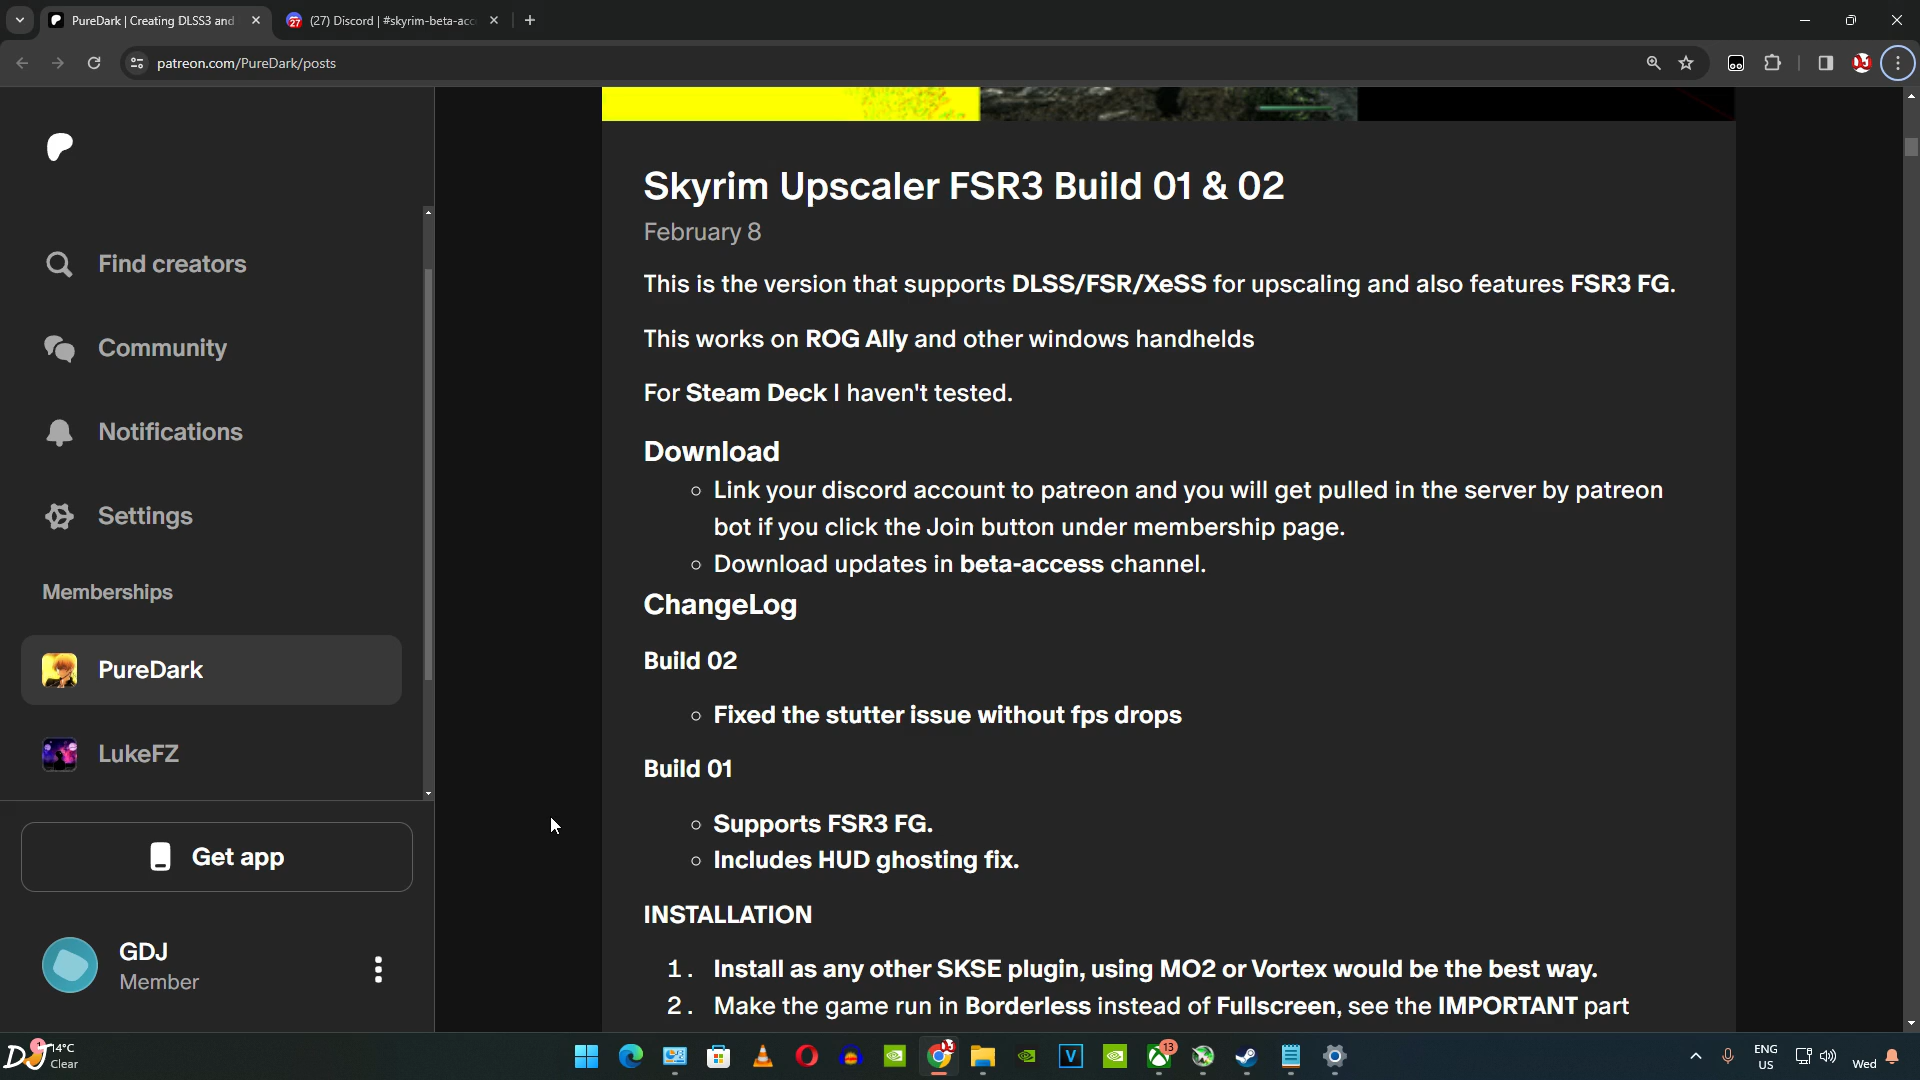 PureDark | Creating DLSS3 and
(27) Discord | #skyrim-beta-acc
patreon.com/PureDark/posts
Find creators
Community
Notifications
Settings
Memberships
PureDark
LukeFZ
Get app
GDJ
Member
Skyrim Upscaler FSR3 Build 01 & 02
February 8
This is the version that supports DLSS/FSR/XeSS for upscaling and also features FSR3 FG.
This works on ROG Ally and other windows handhelds
For Steam Deck I haven't tested.
Download
Link your discord account to patreon and you will get pulled in the server by patreon
bot if you click the Join button under membership page.
Download updates in beta-access channel.
ChangeLog
Build 02
Fixed the stutter issue without fps drops
Build 01
Supports FSR3 FG.
Includes HUD ghosting fix.
INSTALLATION
1. Install as any other SKSE plugin, using MO2 or Vortex would be the best way.
2. Make the game run in Borderless instead of Fullscreen, see the IMPORTANT part
14°C
Clear
13
ENG
US
Wed